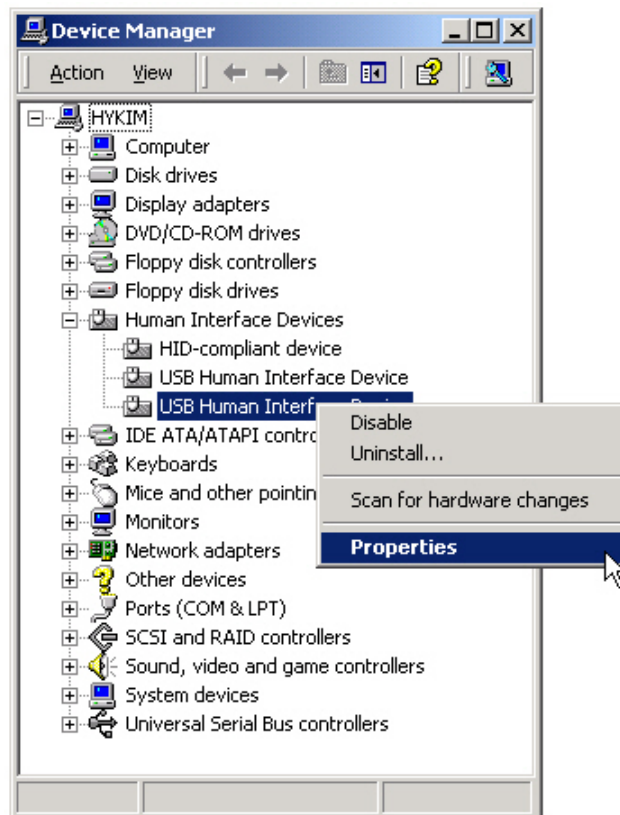 Device Manager
Action View
HYKIM
Computer
Disk drives
Display adapters
DVD/CD-ROM drives
Floppy disk controllers
Floppy disk drives
Human Interface Devices
HID-compliant device
USB Human Interface Device
USB Human
Disable
IDE ATA/ATAPI
Uninstall...
Keyboards
Mice and other
Scan for hardware changes
Monitors
Network adapters
Properties
Other devices
Ports (COM & LPT)
SCSI and RAID controllers
Sound, video and game controllers
System devices
Universal Serial Bus controllers